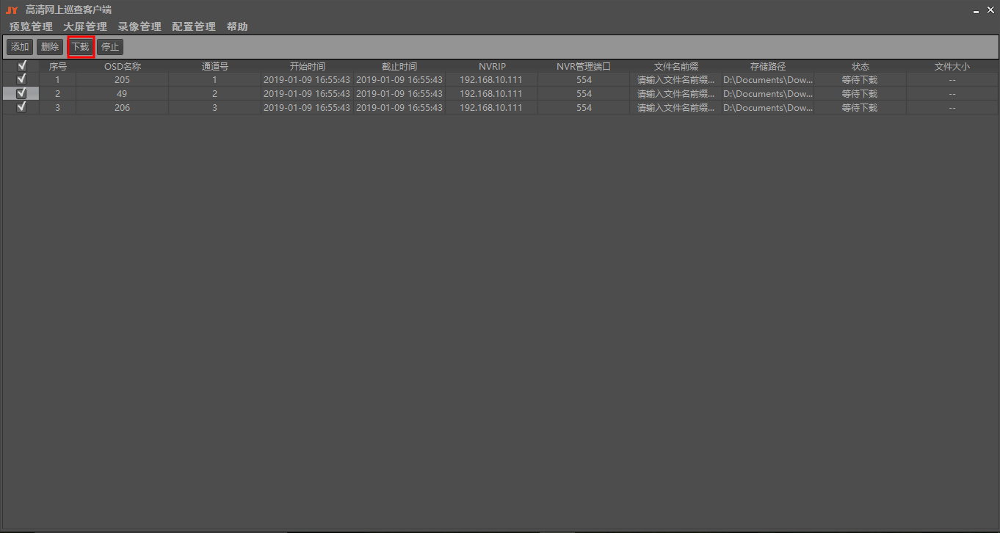 JY 高清网上巡查客户端
预览管理 大屏管理 录像管理 配置管理 帮助
添加 删除 下载 停止
序号 OSD名称 通道号 开始时间 截止时间 NVRIP NVR管理端口 文件名前缀 存储路径 状态 文件大小
1 205 1 2019-01-09 16:55:43 2019-01-09 16:55:43 192.168.10.111 554 请输入文件名前缀... D:\Documents\Dow... 等待下载 --
2 49 2 2019-01-09 16:55:43 2019-01-09 16:55:43 192.168.10.111 554 请输入文件名前缀... D:\Documents\Dow... 等待下载 --
3 206 3 2019-01-09 16:55:43 2019-01-09 16:55:43 192.168.10.111 554 请输入文件名前缀... D:\Documents\Dow... 等待下载 --